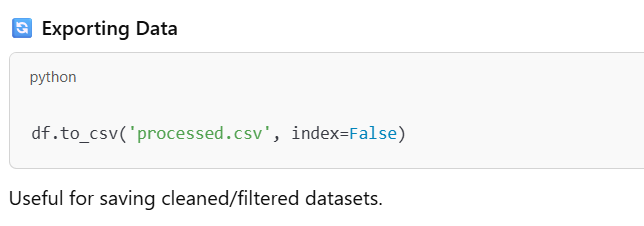 🔄 Exporting Data
python
df.to_csv('processed.csv', index=False)
Useful for saving cleaned/filtered datasets.